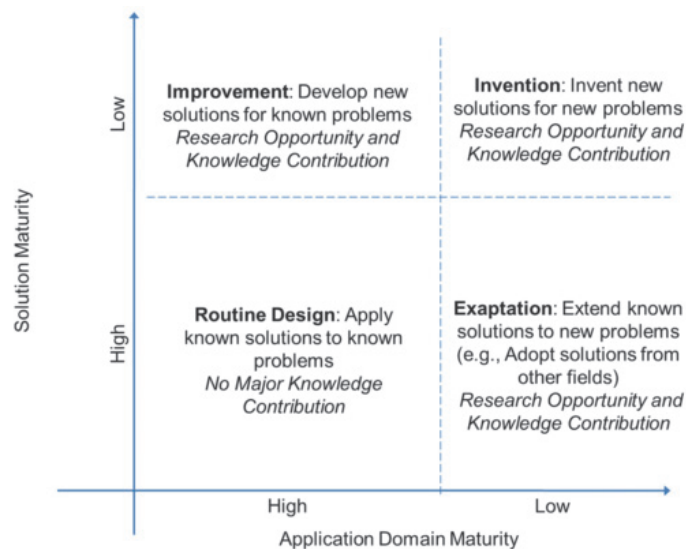 Improvement: Develop new
solutions for known problems
Research Opportunity and
Knowledge Contribution
Invention: Invent new
solutions for new problems
Research Opportunity and
Knowledge Contribution
Low
Solution Maturity
High
Routine Design: Apply
known solutions to known
problems
No Major Knowledge
Contribution
Exaptation: Extend known
solutions to new problems
(e.g., Adopt solutions from
other fields)
Research Opportunity and
Knowledge Contribution
High
Low
Application Domain Maturity